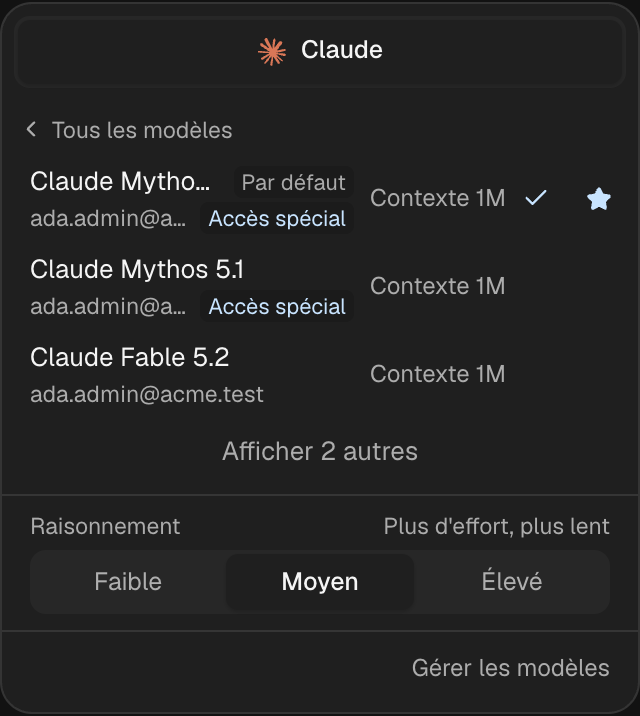 Claude
Tous les modèles
Claude Mytho... Par défaut
Contexte 1M
ada.admin@a... Accès spécial
Claude Mythos 5.1
Contexte 1M
ada.admin@a... Accès spécial
Claude Fable 5.2
Contexte 1M
ada.admin@acme.test
Afficher 2 autres
Raisonnement Plus d'effort, plus lent
Faible Moyen Élevé
Gérer les modèles